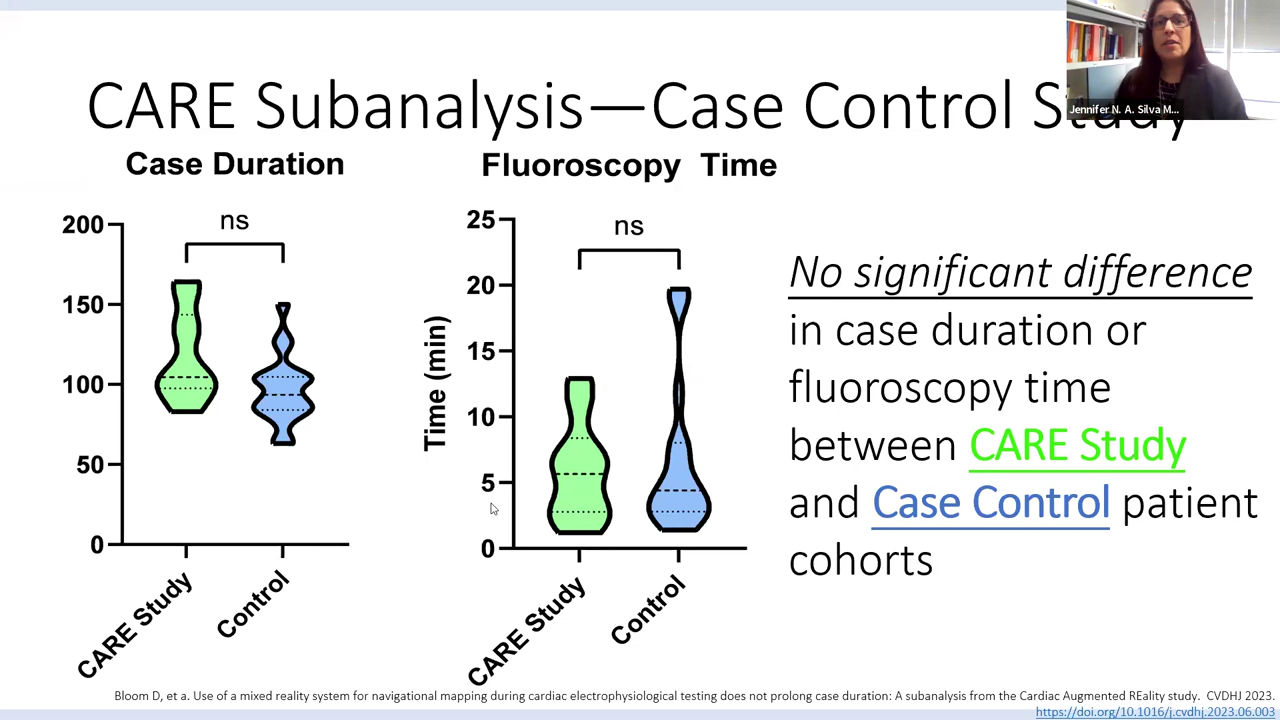 CARE Subanalysis—Case Control Study
Jennifer N. A. Silva M...
Case Duration
Fluoroscopy Time
200
150
100
50
0
ns
CARE Study
Control
Time (min)
25
20
15
10
5
0
ns
CARE Study
Control
No significant difference
in case duration or
fluoroscopy time
between CARE Study
and Case Control patient
cohorts
Bloom D, et a. Use of a mixed reality system for navigational mapping during cardiac electrophysiological testing does not prolong case duration: A subanalysis from the Cardiac Augmented REality study. CVDHJ 2023.
https://doi.org/10.1016/j.cvdhj.2023.06.003